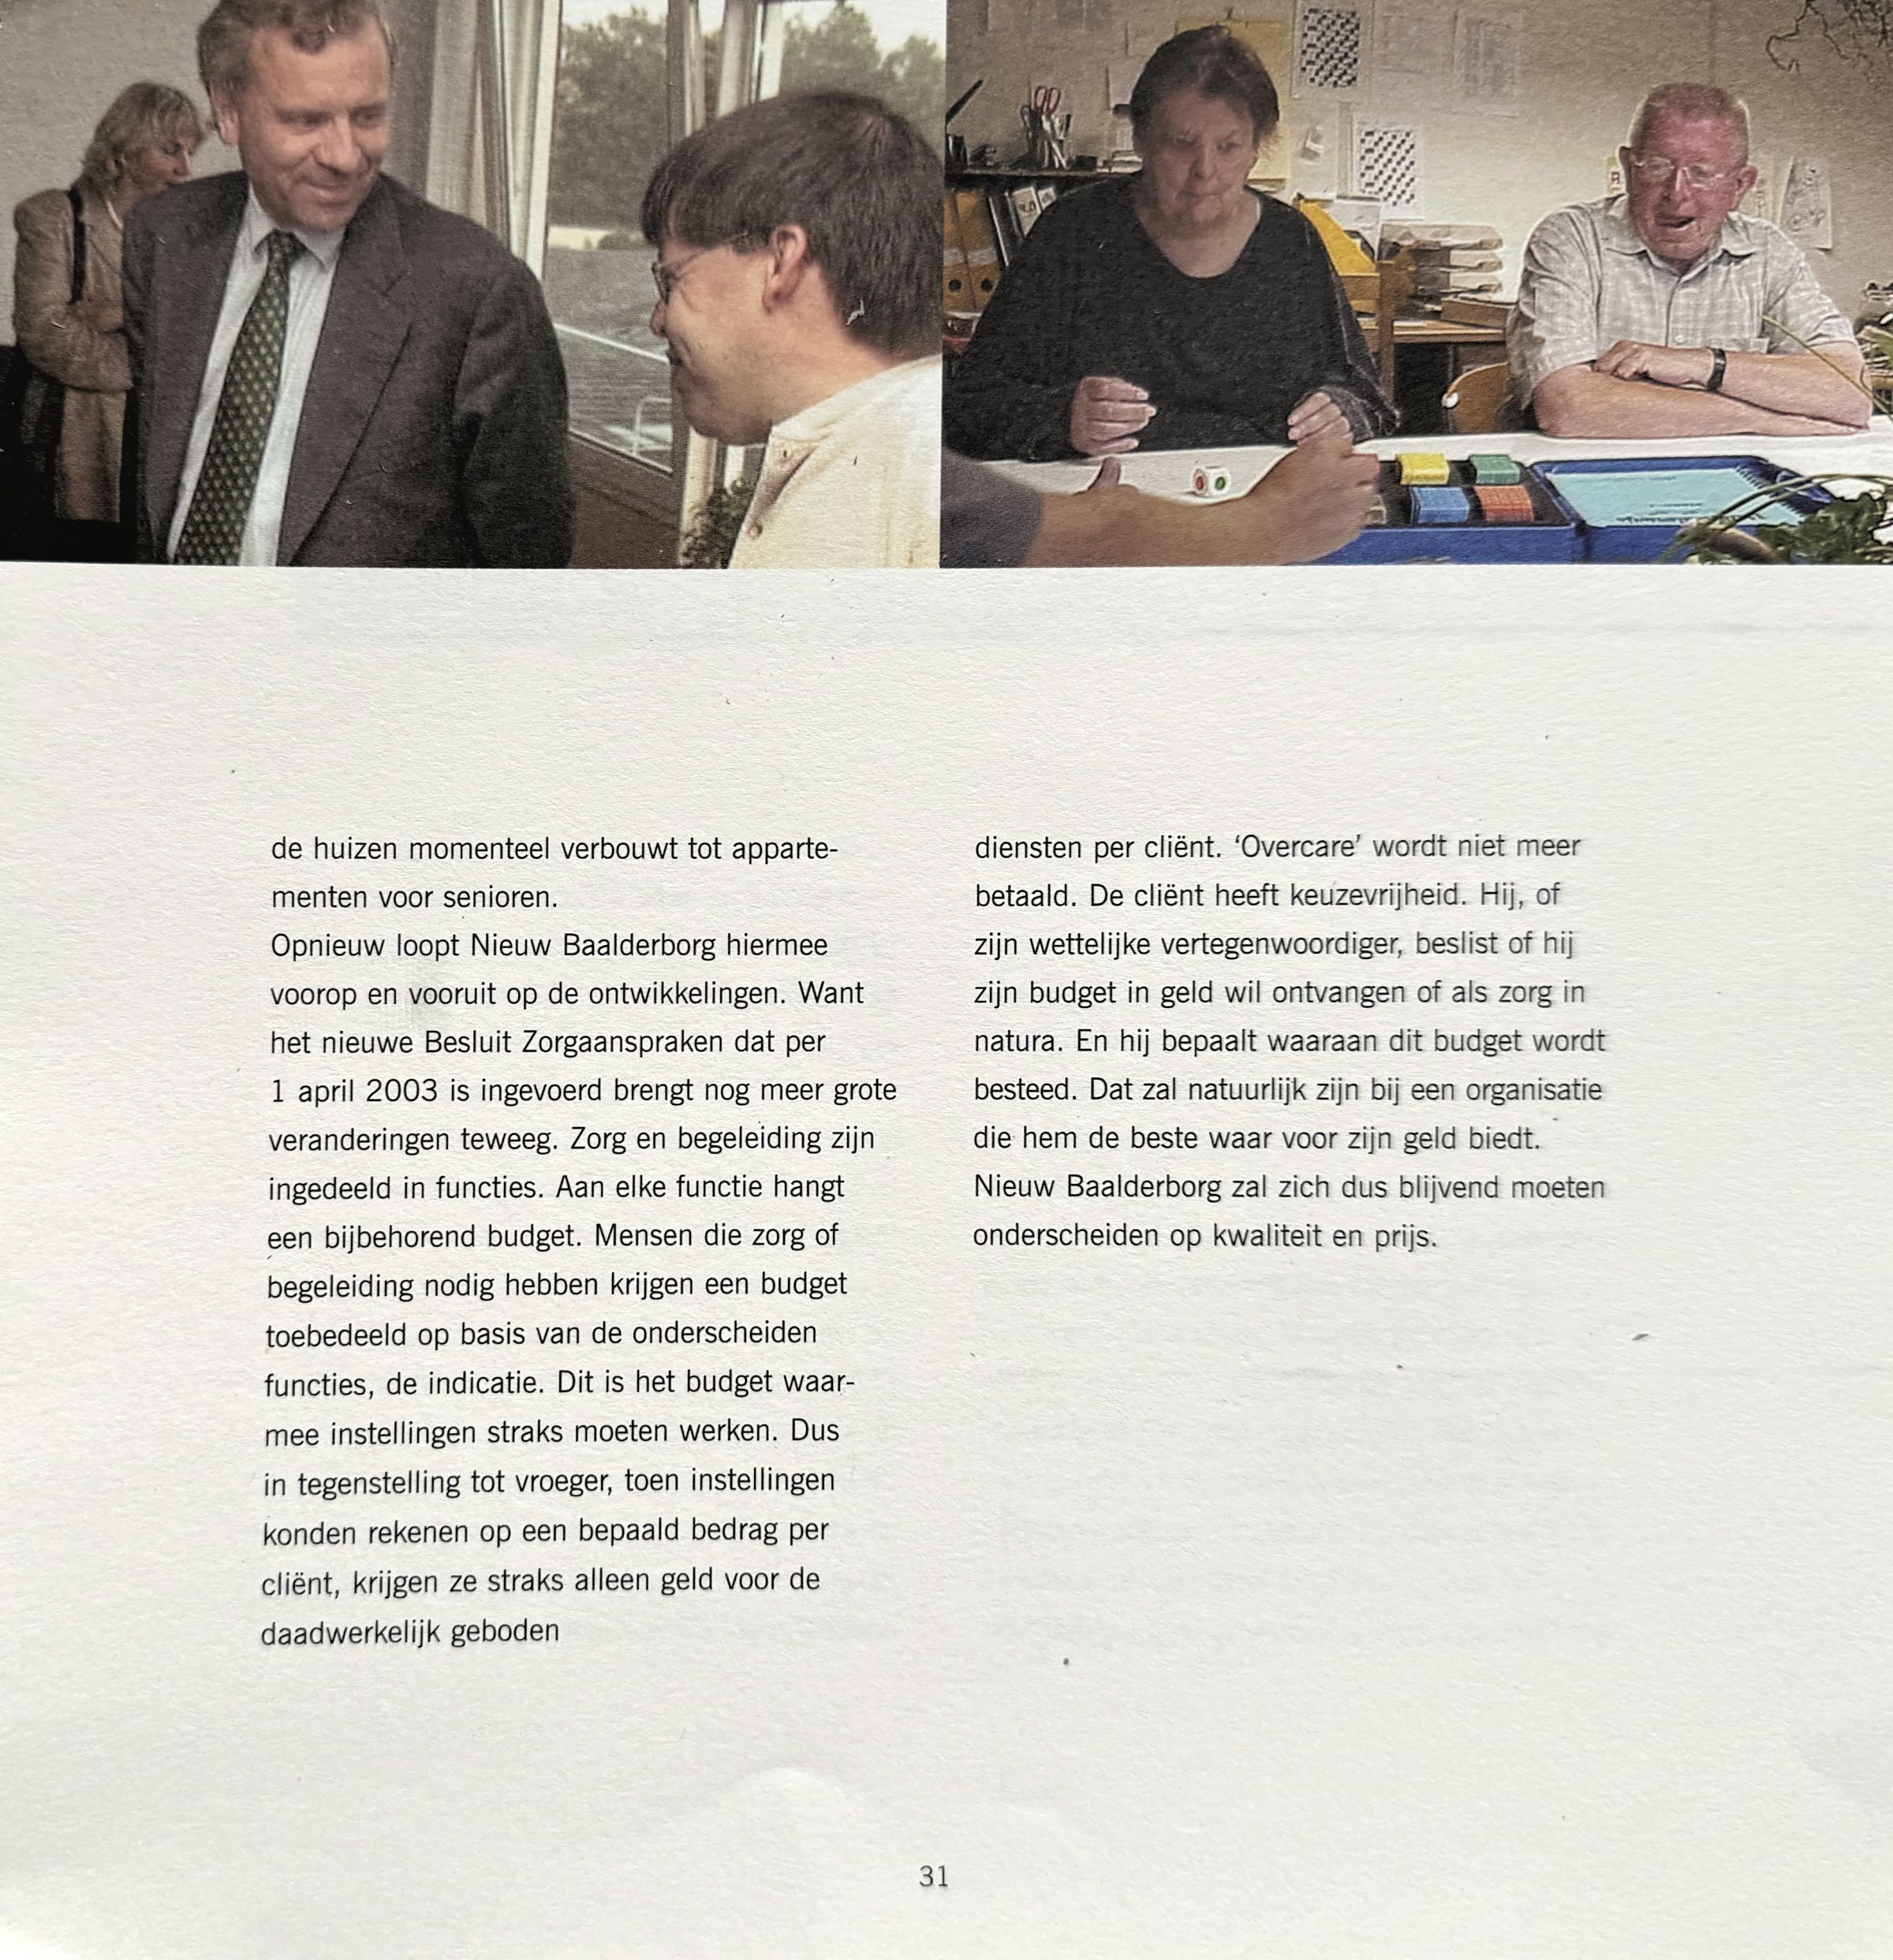 de huizen momenteel verbouwt tot apparte-
menten voor senioren.
Opnieuw loopt Nieuw Baalderborg hiermee
voorop en vooruit op de ontwikkelingen. Want
het nieuwe Besluit Zorgaanspraken dat per
1 april 2003 is ingevoerd brengt nog meer grote
veranderingen teweeg. Zorg en begeleiding zijn
ingedeeld in functies. Aan elke functie hangt
een bijbehorend budget. Mensen die zorg of
begeleiding nodig hebben krijgen een budget
toebedeeld op basis van de onderscheiden
functies, de indicatie. Dit is het budget waar-
mee instellingen straks moeten werken. Dus
in tegenstelling tot vroeger, toen instellingen
konden rekenen op een bepaald bedrag per
cliënt, krijgen ze straks alleen geld voor de
daadwerkelijk geboden
diensten per cliënt. ‘Overcare’ wordt niet meer
betaald. De cliënt heeft keuzevrijheid. Hij, of
zijn wettelijke vertegenwoordiger, beslist of hij
zijn budget in geld wil ontvangen of als zorg in
natura. En hij bepaalt waaraan dit budget wordt
besteed. Dat zal natuurlijk zijn bij een organisatie
die hem de beste waar voor zijn geld biedt.
Nieuw Baalderborg zal zich dus blijvend moeten
onderscheiden op kwaliteit en prijs.
31